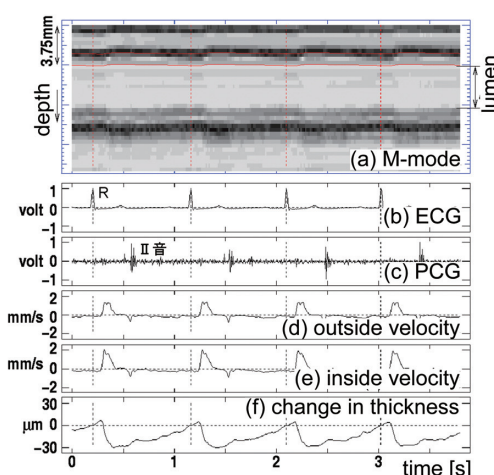 3.75mm
depth
lumen
(a) M-mode
1
volt 0
−1
R
(b) ECG
1
volt 0
−1
II音
(c) PCG
2
mm/s 0
−2
(d) outside velocity
2
mm/s
0
−2
(e) inside velocity
30
μm 0
−30
(f) change in thickness
0 1 2 3
time [s]